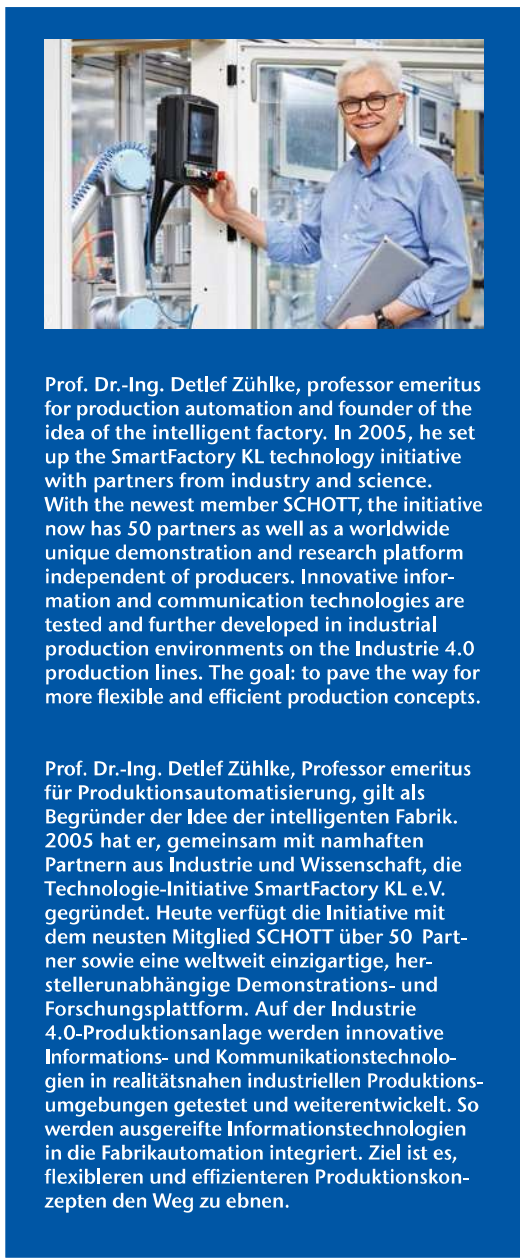 Prof. Dr.-Ing. Detlef Zühlke, professor emeritus
for production automation and founder of the
idea of the intelligent factory. In 2005, he set
up the SmartFactory KL technology initiative
with partners from industry and science.
With the newest member SCHOTT, the initiative
now has 50 partners as well as a worldwide
unique demonstration and research platform
independent of producers. Innovative infor-
mation and communication technologies are
tested and further developed in industrial
production environments on the Industrie 4.0
production lines. The goal: to pave the way for
more flexible and efficient production concepts.
Prof. Dr.-Ing. Detlef Zühlke, Professor emeritus
für Produktionsautomatisierung, gilt als
Begründer der Idee der intelligenten Fabrik.
2005 hat er, gemeinsam mit namhaften
Partnern aus Industrie und Wissenschaft, die
Technologie-Initiative SmartFactory KL e.V.
gegründet. Heute verfügt die Initiative mit
dem neusten Mitglied SCHOTT über 50 Part-
ner sowie eine weltweit einzigartige, her-
stellerunabhängige Demonstrations- und
Forschungsplattform. Auf der Industrie
4.0-Produktionsanlage werden innovative
Informations- und Kommunikationstechnolo-
gien in realitätsnahen industriellen Produktions-
umgebungen getestet und weiterentwickelt. So
werden ausgereifte Informationstechnologien
in die Fabrikautomation integriert. Ziel ist es,
flexibleren und effizienteren Produktionskon-
zepten den Weg zu ebnen.